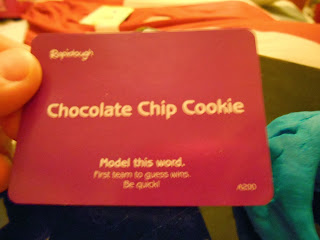 Rapidough
Chocolate Chip Cookie
Model this word.
First team to guess wins.
Be quick!
A200